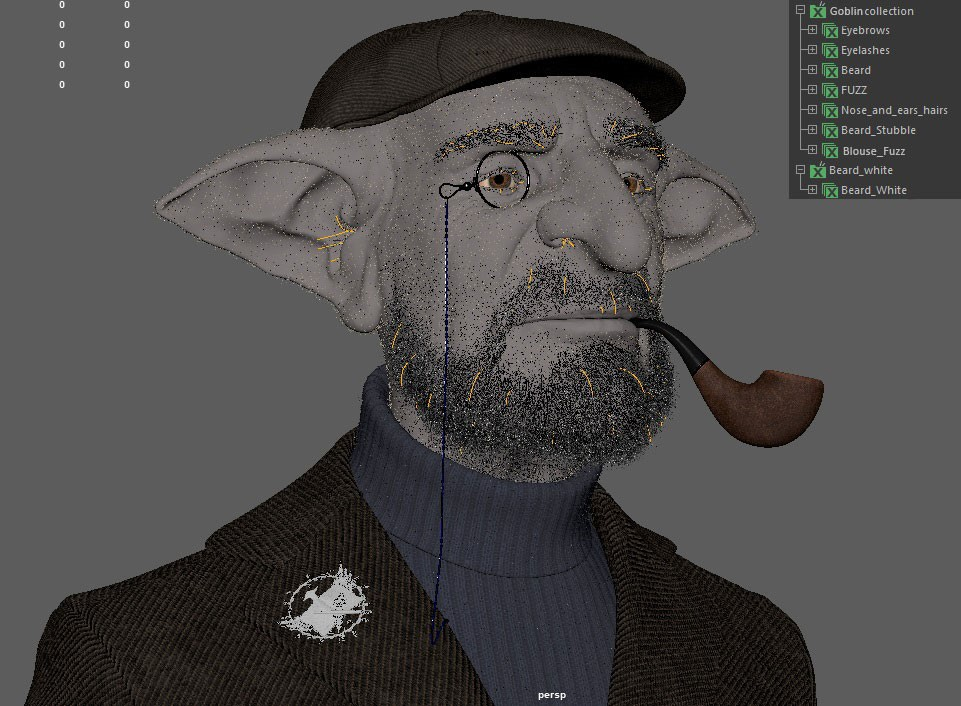 0 0
0 0
0 0
0 0
0 0
Goblincollection
Eyebrows
Eyelashes
Beard
FUZZ
Nose_and_ears_hairs
Beard_Stubble
Blouse_Fuzz
Beard_white
Beard_White
persp